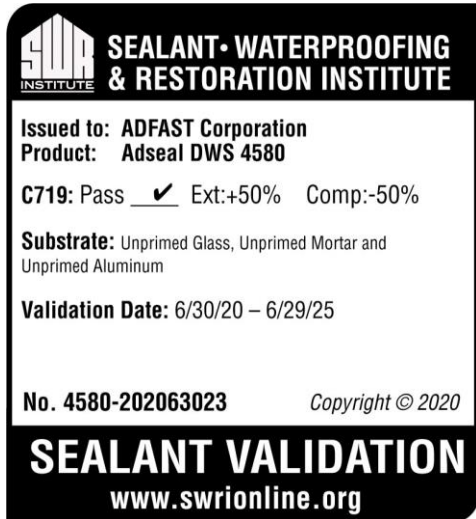 SWR
INSTITUTE
SEALANT• WATERPROOFING
& RESTORATION INSTITUTE
Issued to: ADFAST Corporation
Product: Adseal DWS 4580
C719: Pass ✔ Ext:+50% Comp:-50%
Substrate: Unprimed Glass, Unprimed Mortar and
Unprimed Aluminum
Validation Date: 6/30/20 – 6/29/25
No. 4580-202063023 Copyright © 2020
SEALANT VALIDATION
www.swrionline.org